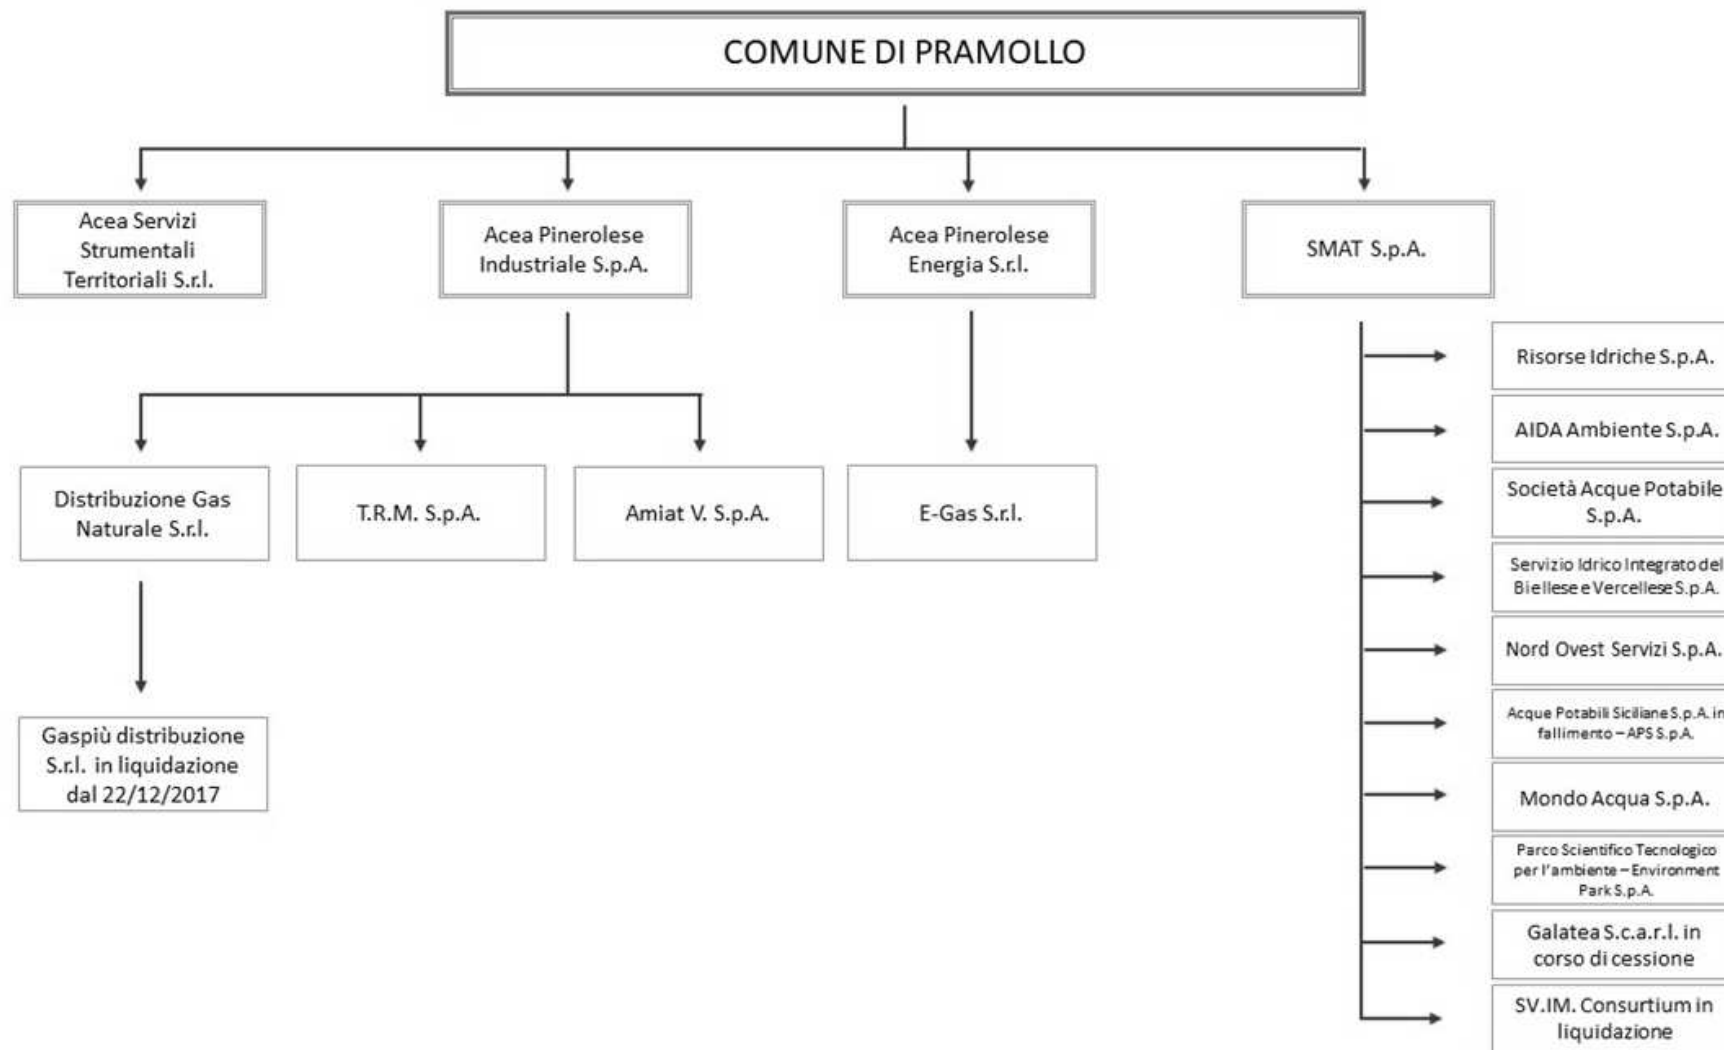 COMUNE DI PRAMOLLO
Acea Servizi
Strumentali
Territoriali S.r.l.
Acea Pinerolese
Industriale S.p.A.
Acea Pinerolese
Energia S.r.l.
SMAT S.p.A.
Distribuzione Gas
Naturale S.r.l.
T.R.M. S.p.A.
Amiat V. S.p.A.
E-Gas S.r.l.
Gaspiù distribuzione
S.r.l. in liquidazione
dal 22/12/2017
Risorse Idriche S.p.A.
AIDA Ambiente S.p.A.
Società Acque Potabile
S.p.A.
Servizio Idrico Integrato del
Biellese e Vercellese S.p.A.
Nord Ovest Servizi S.p.A.
Acque Potabili Siciliane S.p.A. in
fallimento – APS S.p.A.
Mondo Acqua S.p.A.
Parco Scientifico Tecnologico
per l'ambiente – Environment
Park S.p.A.
Galatea S.c.a.r.l. in
corso di cessione
SV.IM. Consurtium in
liquidazione